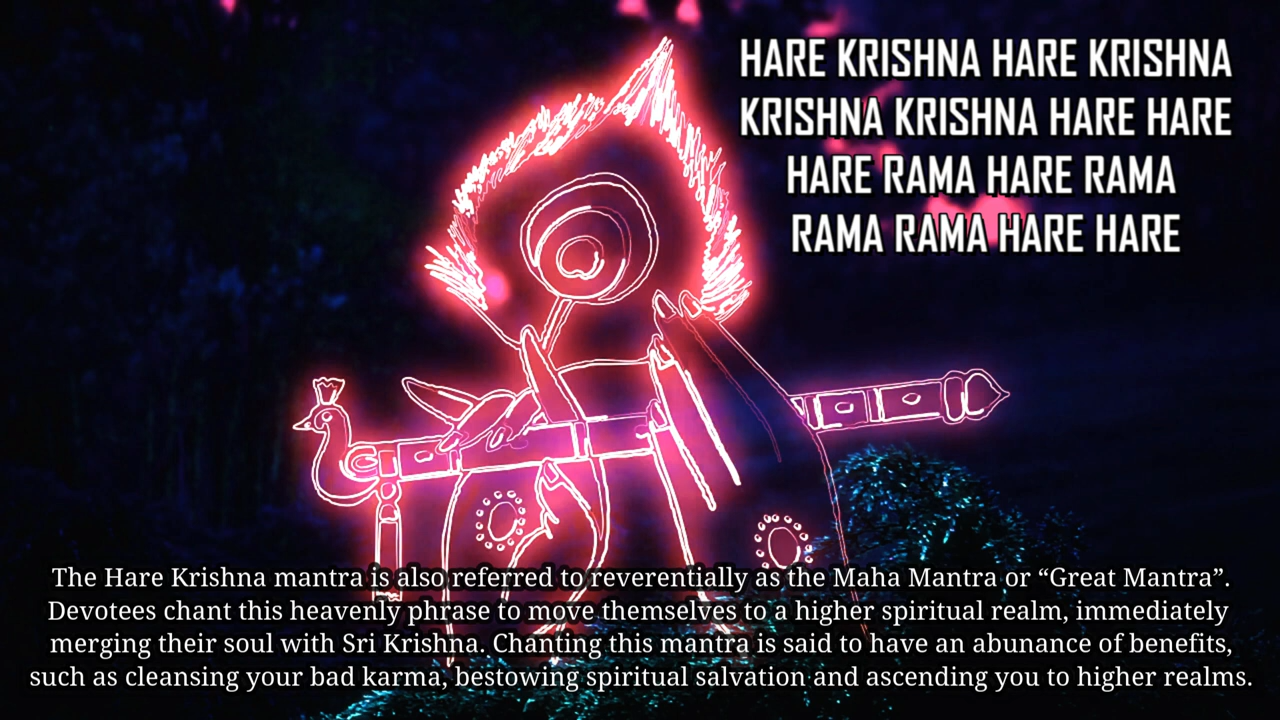 HARE KRISHNA HARE KRISHNA
KRISHNA KRISHNA HARE HARE
HARE RAMA HARE RAMA
RAMA RAMA HARE HARE
The Hare Krishna mantra is also referred to reverentially as the Maha Mantra or “Great Mantra”.
Devotees chant this heavenly phrase to move themselves to a higher spiritual realm, immediately
merging their soul with Sri Krishna. Chanting this mantra is said to have an abunance of benefits,
such as cleansing your bad karma, bestowing spiritual salvation and ascending you to higher realms.